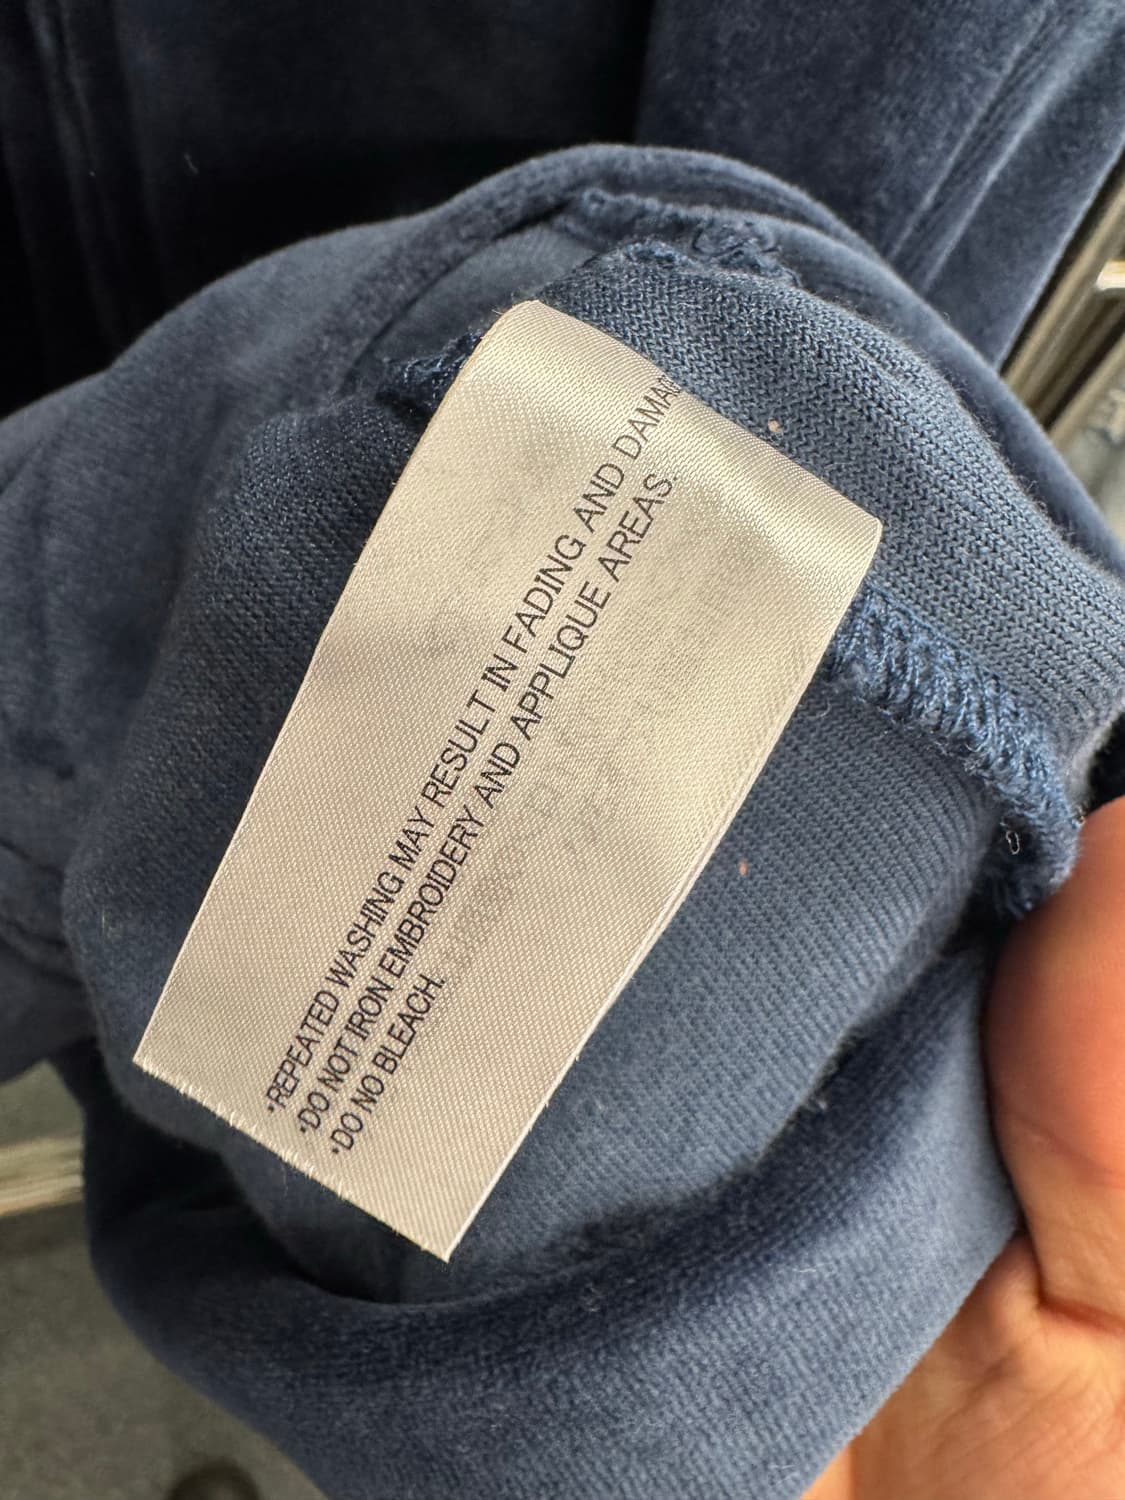 *REPEATED WASHING MAY RESULT IN FADING AND
*DO NOT IRON EMBROIDERY AND APPLIQUE AREAS.
*DO NO BLEACH.